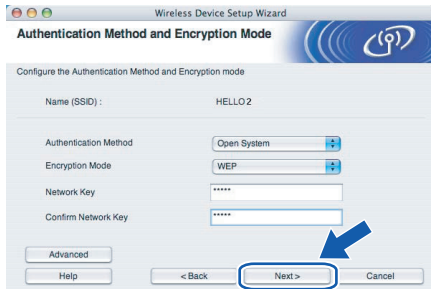 Wireless Device Setup Wizard
Authentication Method and Encryption Mode
Configure the Authentication Method and Encryption mode
Name (SSID) : HELLO2
Authentication Method Open System
Encryption Mode WEP
Network Key *****
Confirm Network Key *****
Advanced
Help < Back Next > Cancel